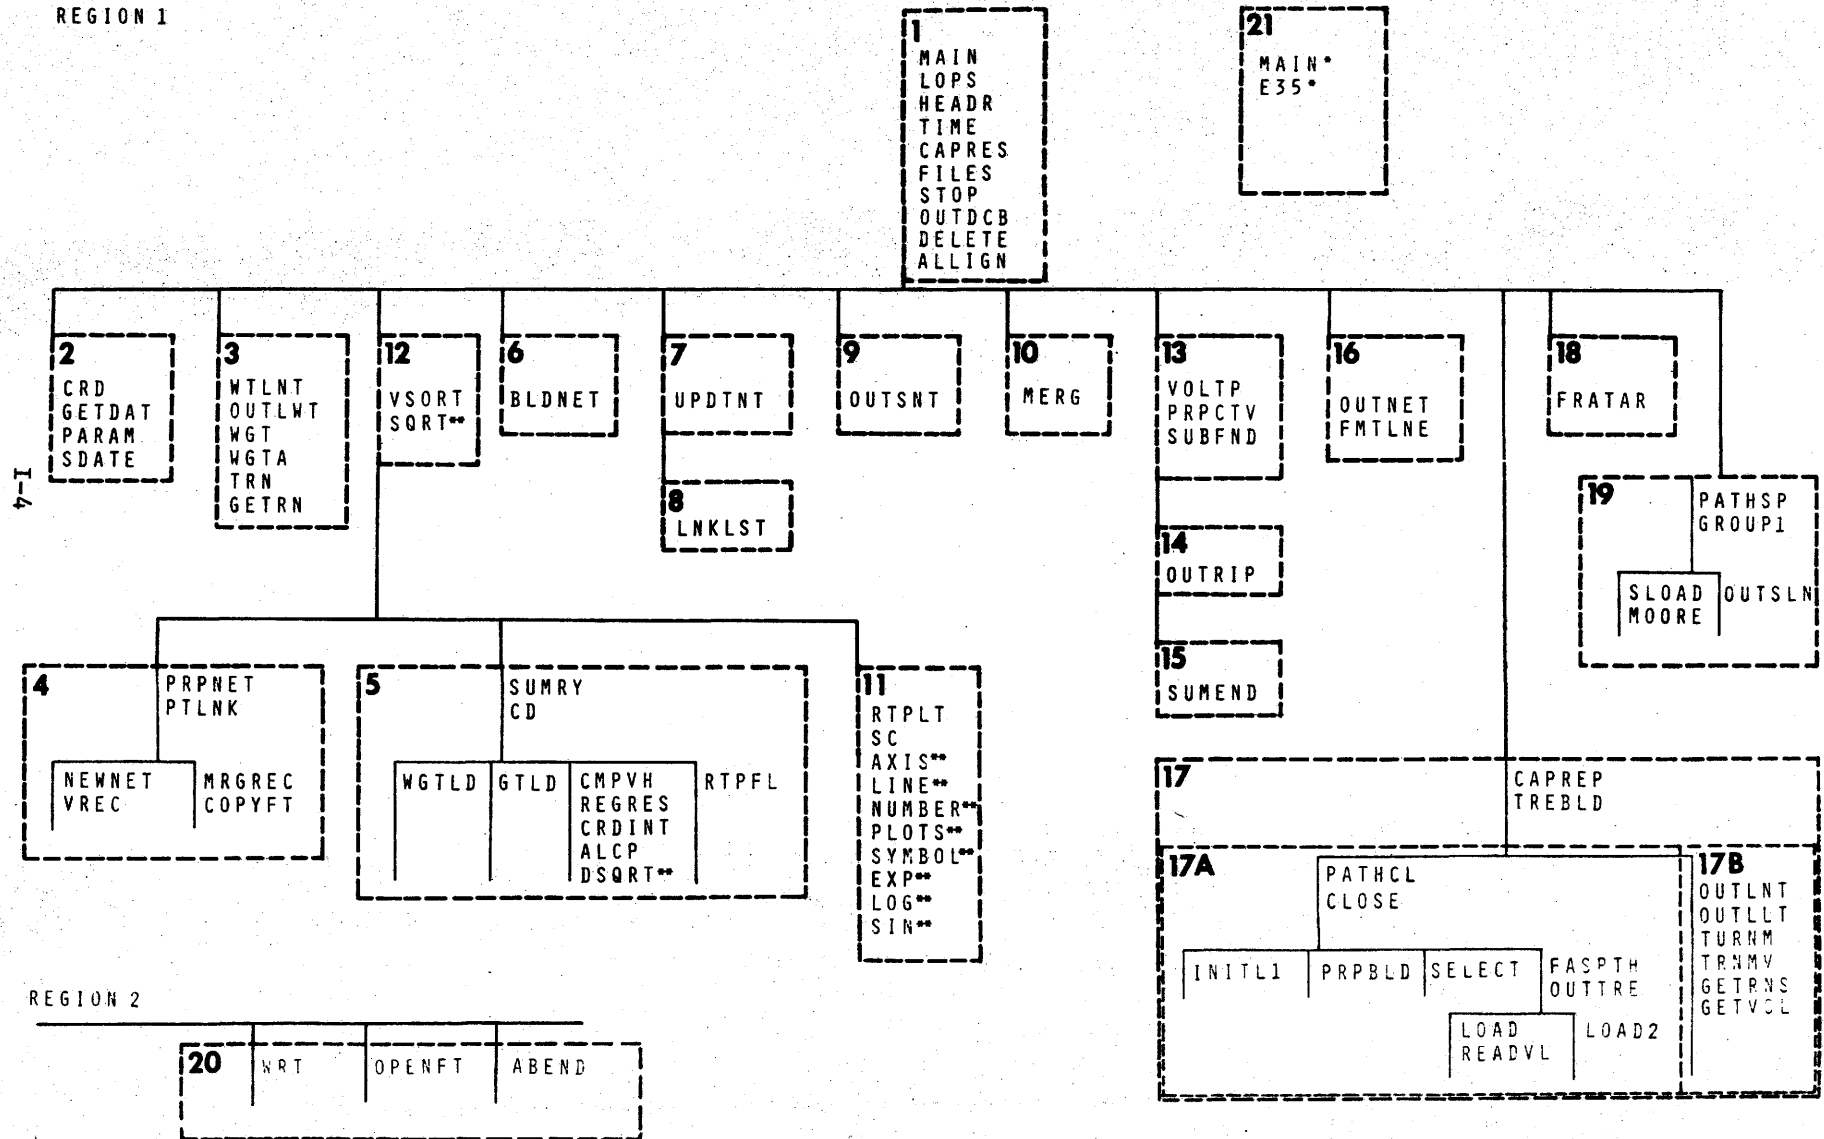 REGION 1
1
MAIN
LOPS
HEADR
TIME
CAPRES
FILES
STOP
OUTDCB
DELETE
ALLIGN
21
MAIN*
E35*
2
CRD
GETDAT
PARAM
SDATE
3
WTLNT
OUTLWT
WGT
WGTA
TRN
GETRN
12
VSORT
SQRT**
6
BLDNET
7
UPDTNT
8
LNKLST
9
OUTSNT
10
MERG
13
VOLTP
PRPCTV
SUBFND
14
OUTRIP
15
SUMEND
16
OUTNET
FMTLNE
18
FRATAR
19
PATHSP
GROUP1
SLOAD
MOORE
OUTSLN
I-4
4
PRPNET
PTLNK
NEWNET
VREC
MRGREC
COPYFT
5
SUMRY
CD
WGTLD
GTLD
CMPVH
REGRES
CRDINT
ALCP
DSQRT**
RTPFL
11
RTPLT
SC
AXIS**
LINE**
NUMBER**
PLOTS**
SYMBOL**
EXP**
LOG**
SIN**
17
CAPREP
TREBLD
17A
PATHCL
CLOSE
INITL1
PRPBLD
SELECT
FASPTH
OUTTRE
LOAD
READVL
LOAD2
17B
OUTLNT
OUTLLT
TURNM
TRNMV
GETRNS
GETVOL
REGION 2
20
WRT
OPENFT
ABEND